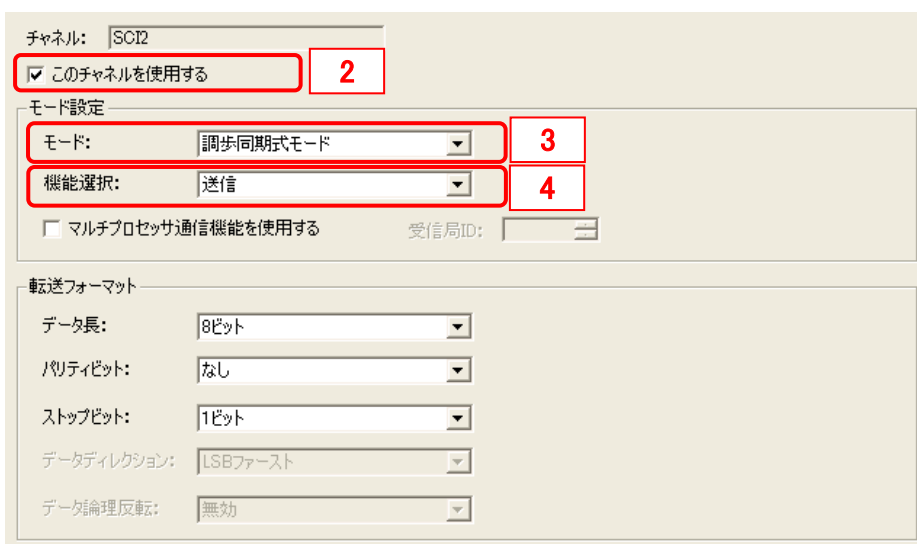 チャネル: SCI2
このチャネルを使用する 2
モード設定
モード: 調歩同期式モード 3
機能選択: 送信 4
マルチプロセッサ通信機能を使用する 受信局ID:
転送フォーマット
データ長: 8ビット
パリティビット: なし
ストップビット: 1ビット
データディレクション: LSBファースト
データ論理反転: 無効